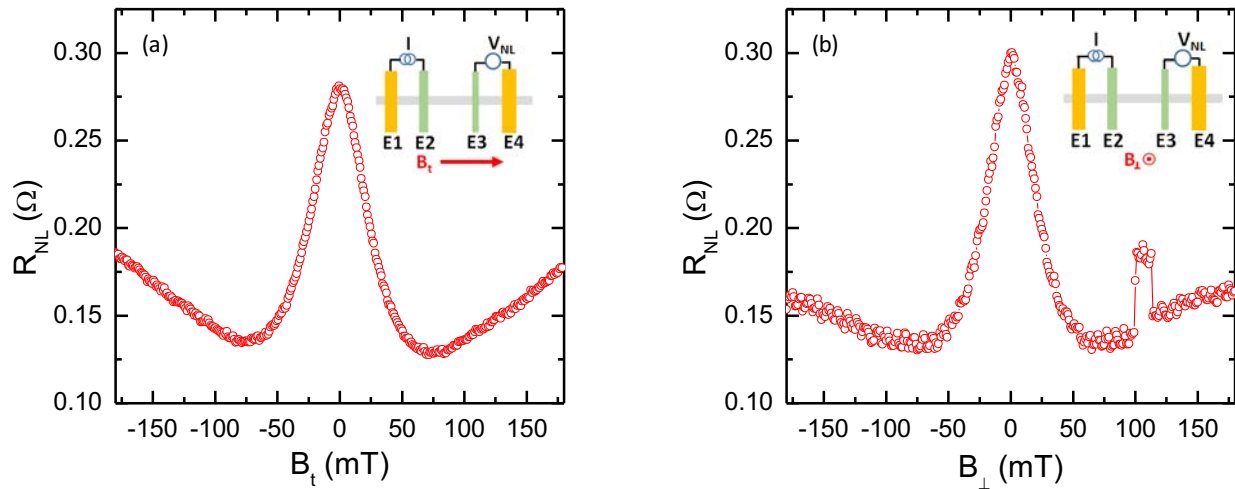 (a)
I
V_NL
E1 E2 E3 E4
B_t
0.30
0.25
0.20
0.15
0.10
R_NL (Ω)
-150 -100 -50 0 50 100 150
B_t (mT)
(b)
I
V_NL
E1 E2 E3 E4
B_⊥ ⊙
0.30
0.25
0.20
0.15
0.10
R_NL (Ω)
-150 -100 -50 0 50 100 150
B_⊥ (mT)